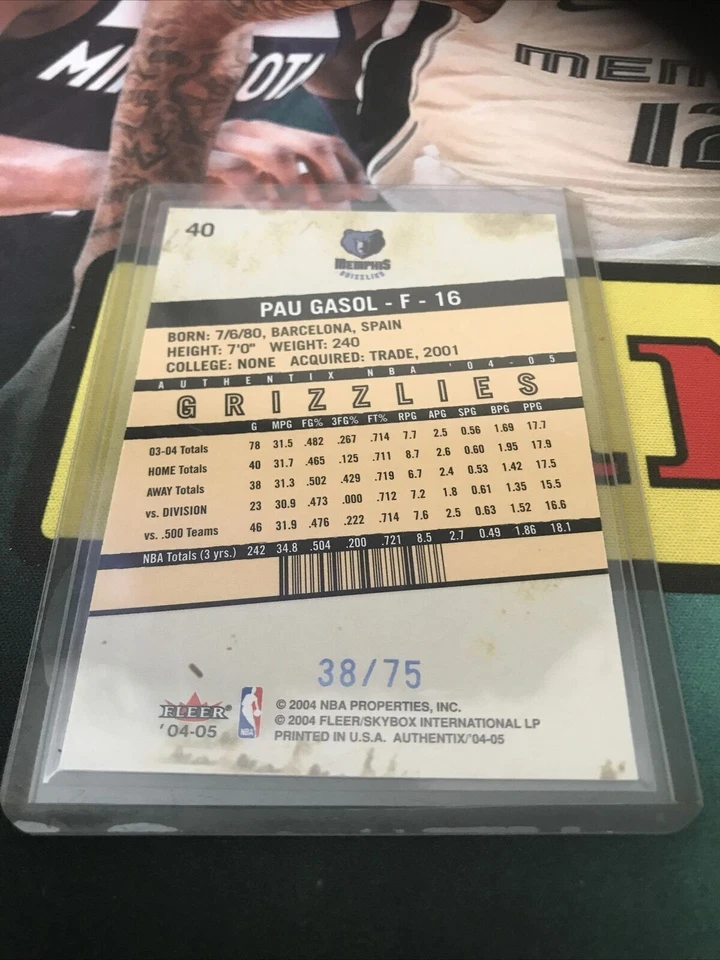 MI
OTA
MEM
12
40
MEMPHIS
GRIZZLIES
PAU GASOL - F - 16
BORN: 7/6/80, BARCELONA, SPAIN
HEIGHT: 7'0" WEIGHT: 240
COLLEGE: NONE ACQUIRED: TRADE, 2001
AUTHENTIX NBA '04-05
GRIZZLIES
G MPG FG% 3FG% FT% RPG APG SPG BPG PPG
03-04 Totals 78 31.5 .482 .267 .714 7.7 2.5 0.56 1.69 17.7
HOME Totals 40 31.7 .465 .125 .711 8.7 2.6 0.60 1.95 17.9
AWAY Totals 38 31.3 .502 .429 .719 6.7 2.4 0.53 1.42 17.5
vs. DIVISION 23 30.9 .473 .000 .712 7.2 1.8 0.61 1.35 15.5
vs. .500 Teams 46 31.9 .476 .222 .714 7.6 2.5 0.63 1.52 16.6
NBA Totals (3 yrs.) 242 34.8 .504 .200 .721 8.5 2.7 0.49 1.86 18.1
38/75
FLEER®
'04-05
NBA
© 2004 NBA PROPERTIES, INC.
© 2004 FLEER/SKYBOX INTERNATIONAL LP
PRINTED IN U.S.A. AUTHENTIX/'04-05